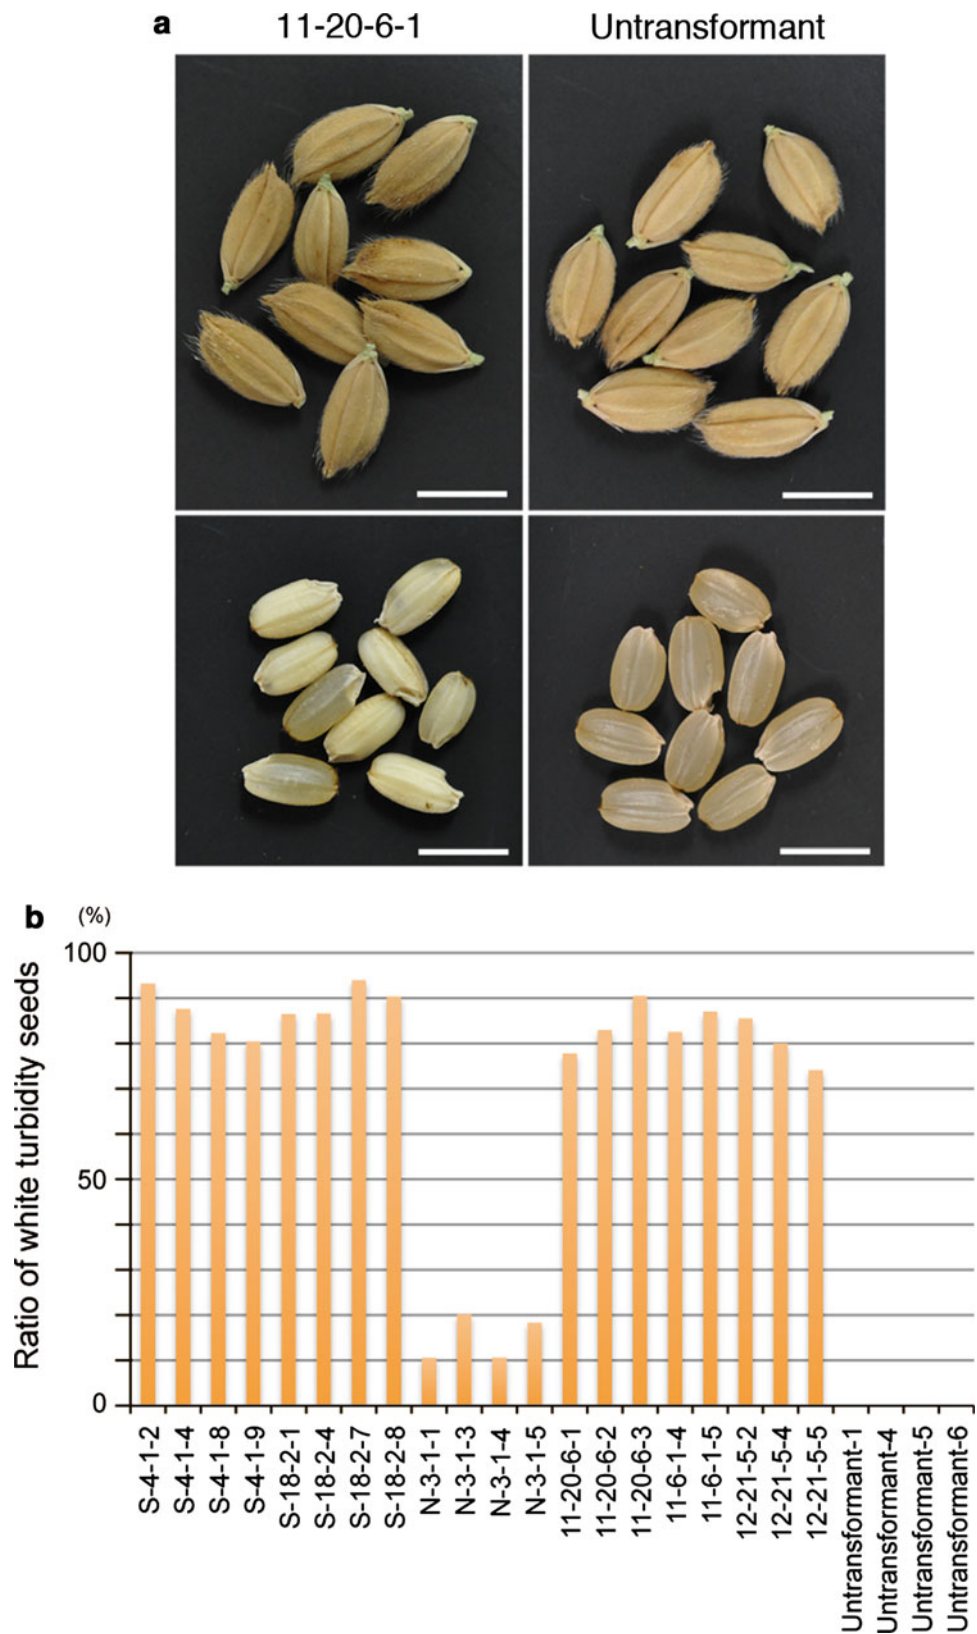 a
11-20-6-1
Untransformant
b
(%)
Ratio of white turbidity seeds
100
50
0
S-4-1-2
S-4-1-4
S-4-1-8
S-4-1-9
S-18-2-1
S-18-2-4
S-18-2-7
S-18-2-8
N-3-1-1
N-3-1-3
N-3-1-4
N-3-1-5
11-20-6-1
11-20-6-2
11-20-6-3
11-6-1-4
11-6-1-5
12-21-5-2
12-21-5-4
12-21-5-5
Untransformant-1
Untransformant-4
Untransformant-5
Untransformant-6